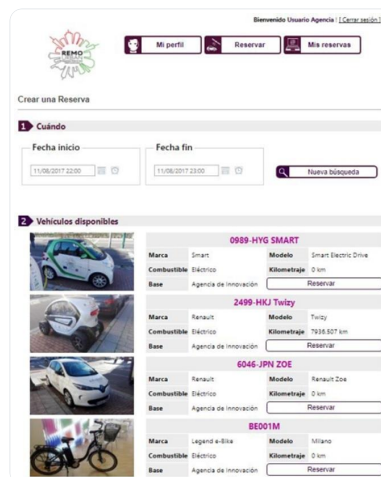 Bienvenido Usuario Agencia | [ Cerrar sesión ]
REMO
Mi perfil
Reservar
Mis reservas
Crear una Reserva
1 Cuándo
Fecha inicio
Fecha fin
11/08/2017 22:00
11/08/2017 23:00
Nueva búsqueda
2 Vehículos disponibles
0989-HYG SMART
Marca Smart Modelo Smart Electric Drive
Combustible Eléctrico Kilometraje 0 km
Base Agencia de Innovación Reservar
2499-HKJ Twizy
Marca Renault Modelo Twizy
Combustible Eléctrico Kilometraje 7936.507 km
Base Agencia de Innovación Reservar
6046-JPN ZOE
Marca Renault Modelo Renault Zoe
Combustible Eléctrico Kilometraje 0 km
Base Agencia de Innovación Reservar
BE001M
Marca Legend e-Bike Modelo Milano
Combustible Eléctrico Kilometraje 0 km
Base Agencia de Innovación Reservar